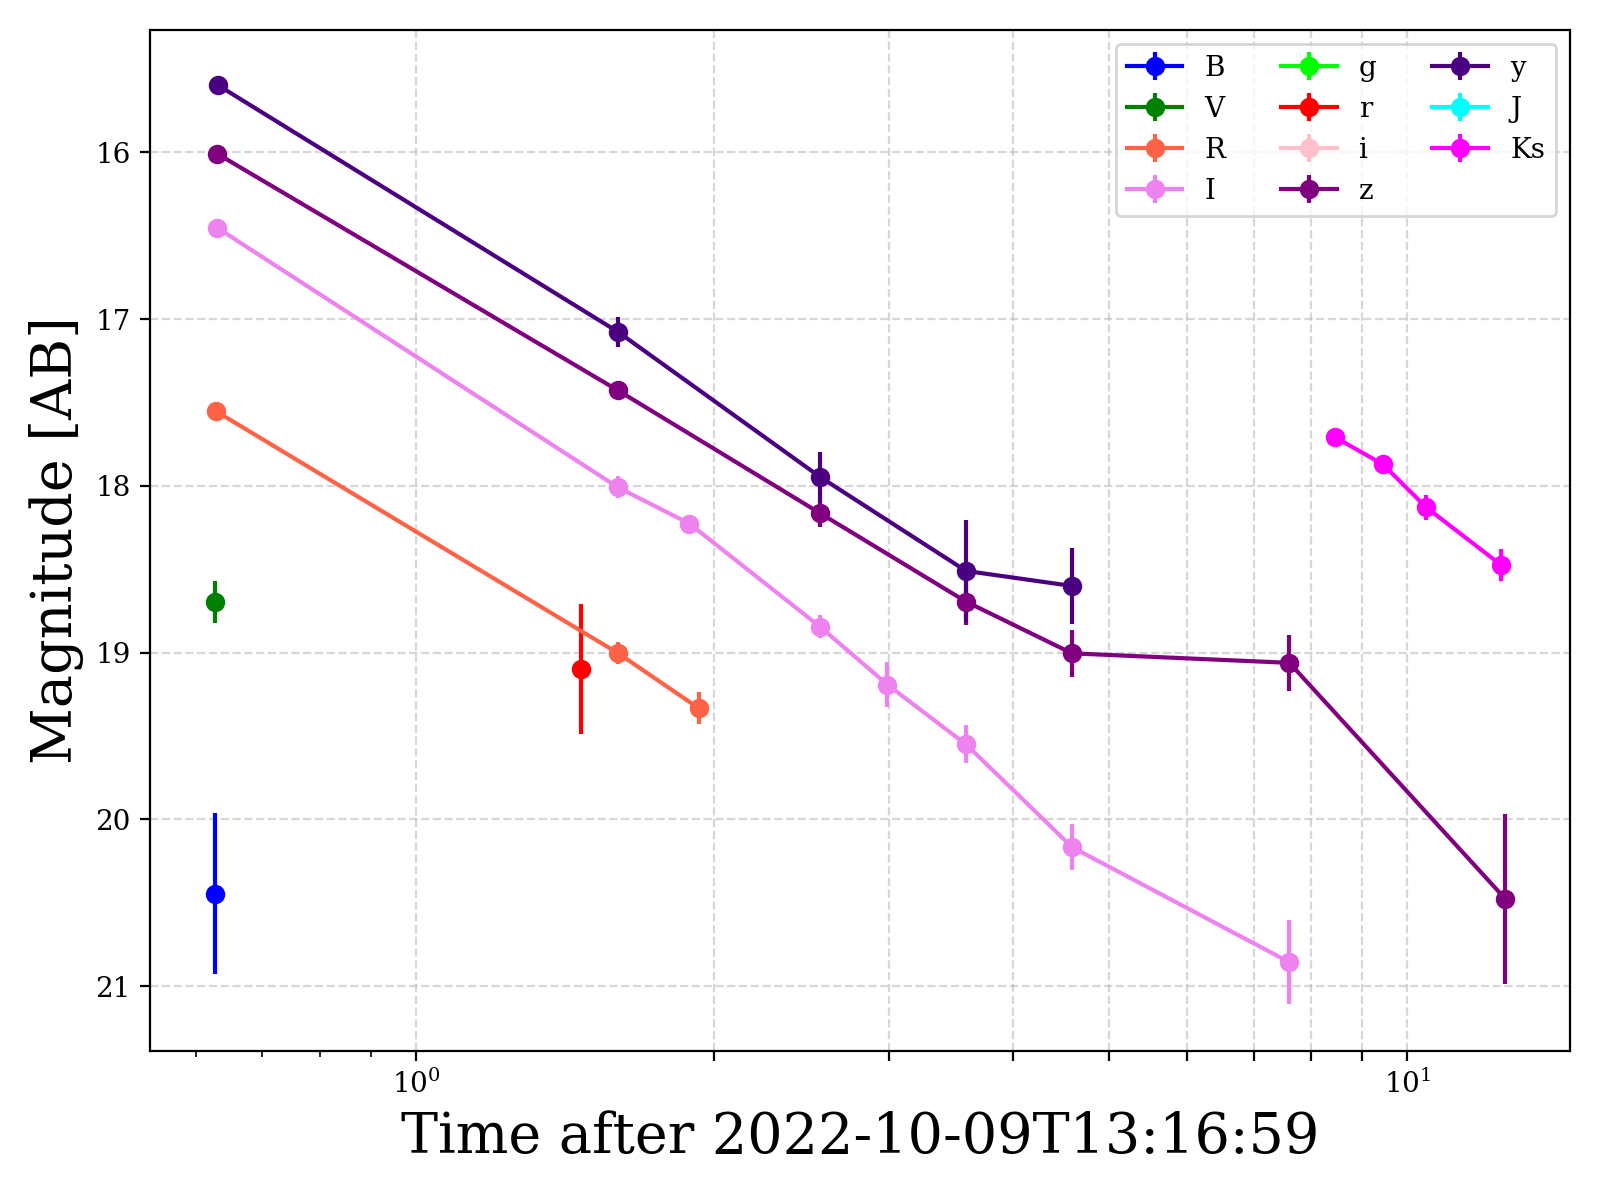 B
V
R
I
g
r
i
z
y
J
Ks
16
17
18
19
20
21
Magnitude [AB]
10⁰
10¹
Time after 2022-10-09T13:16:59